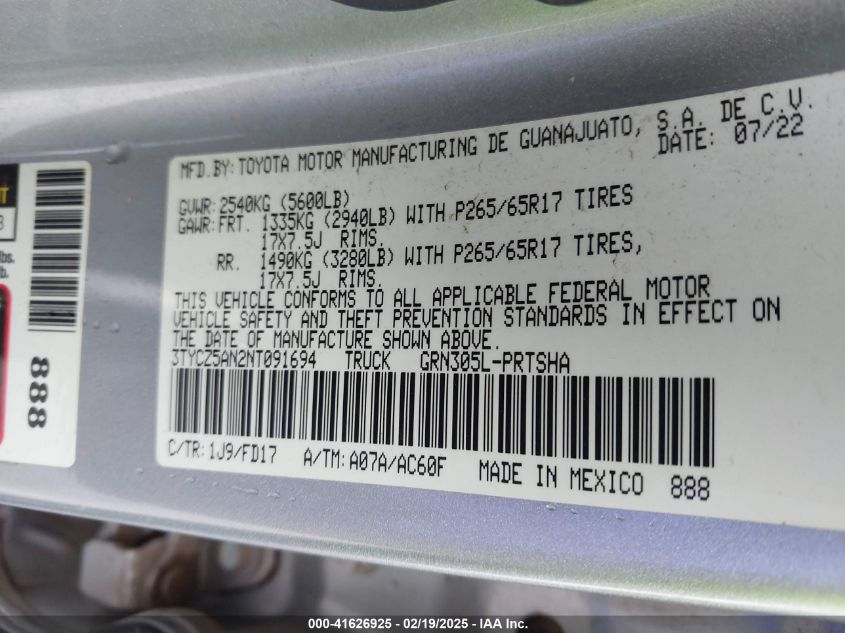 MFD.BY:TOYOTA MOTOR MANUFACTURING DE GUANAJUATO, S.A. DE C.V.
DATE: 07/22
GVWR:2540KG (5600LB)
GAWR:FRT. 1335KG (2940LB) WITH P265/65R17 TIRES
17X7.5J RIMS.
RR. 1490KG (3280LB) WITH P265/65R17 TIRES,
17X7.5J RIMS.
THIS VEHICLE CONFORMS TO ALL APPLICABLE FEDERAL MOTOR
VEHICLE SAFETY AND THEFT PREVENTION STANDARDS IN EFFECT ON
THE DATE OF MANUFACTURE SHOWN ABOVE.
3TYCZ5AN2NT091694 TRUCK GRN305L-PRTSHA
C/TR:1J9/FD17 A/TM:A07A/AC60F MADE IN MEXICO 888
888
lbs.
000-41626925 - 02/19/2025 - IAAI Inc.